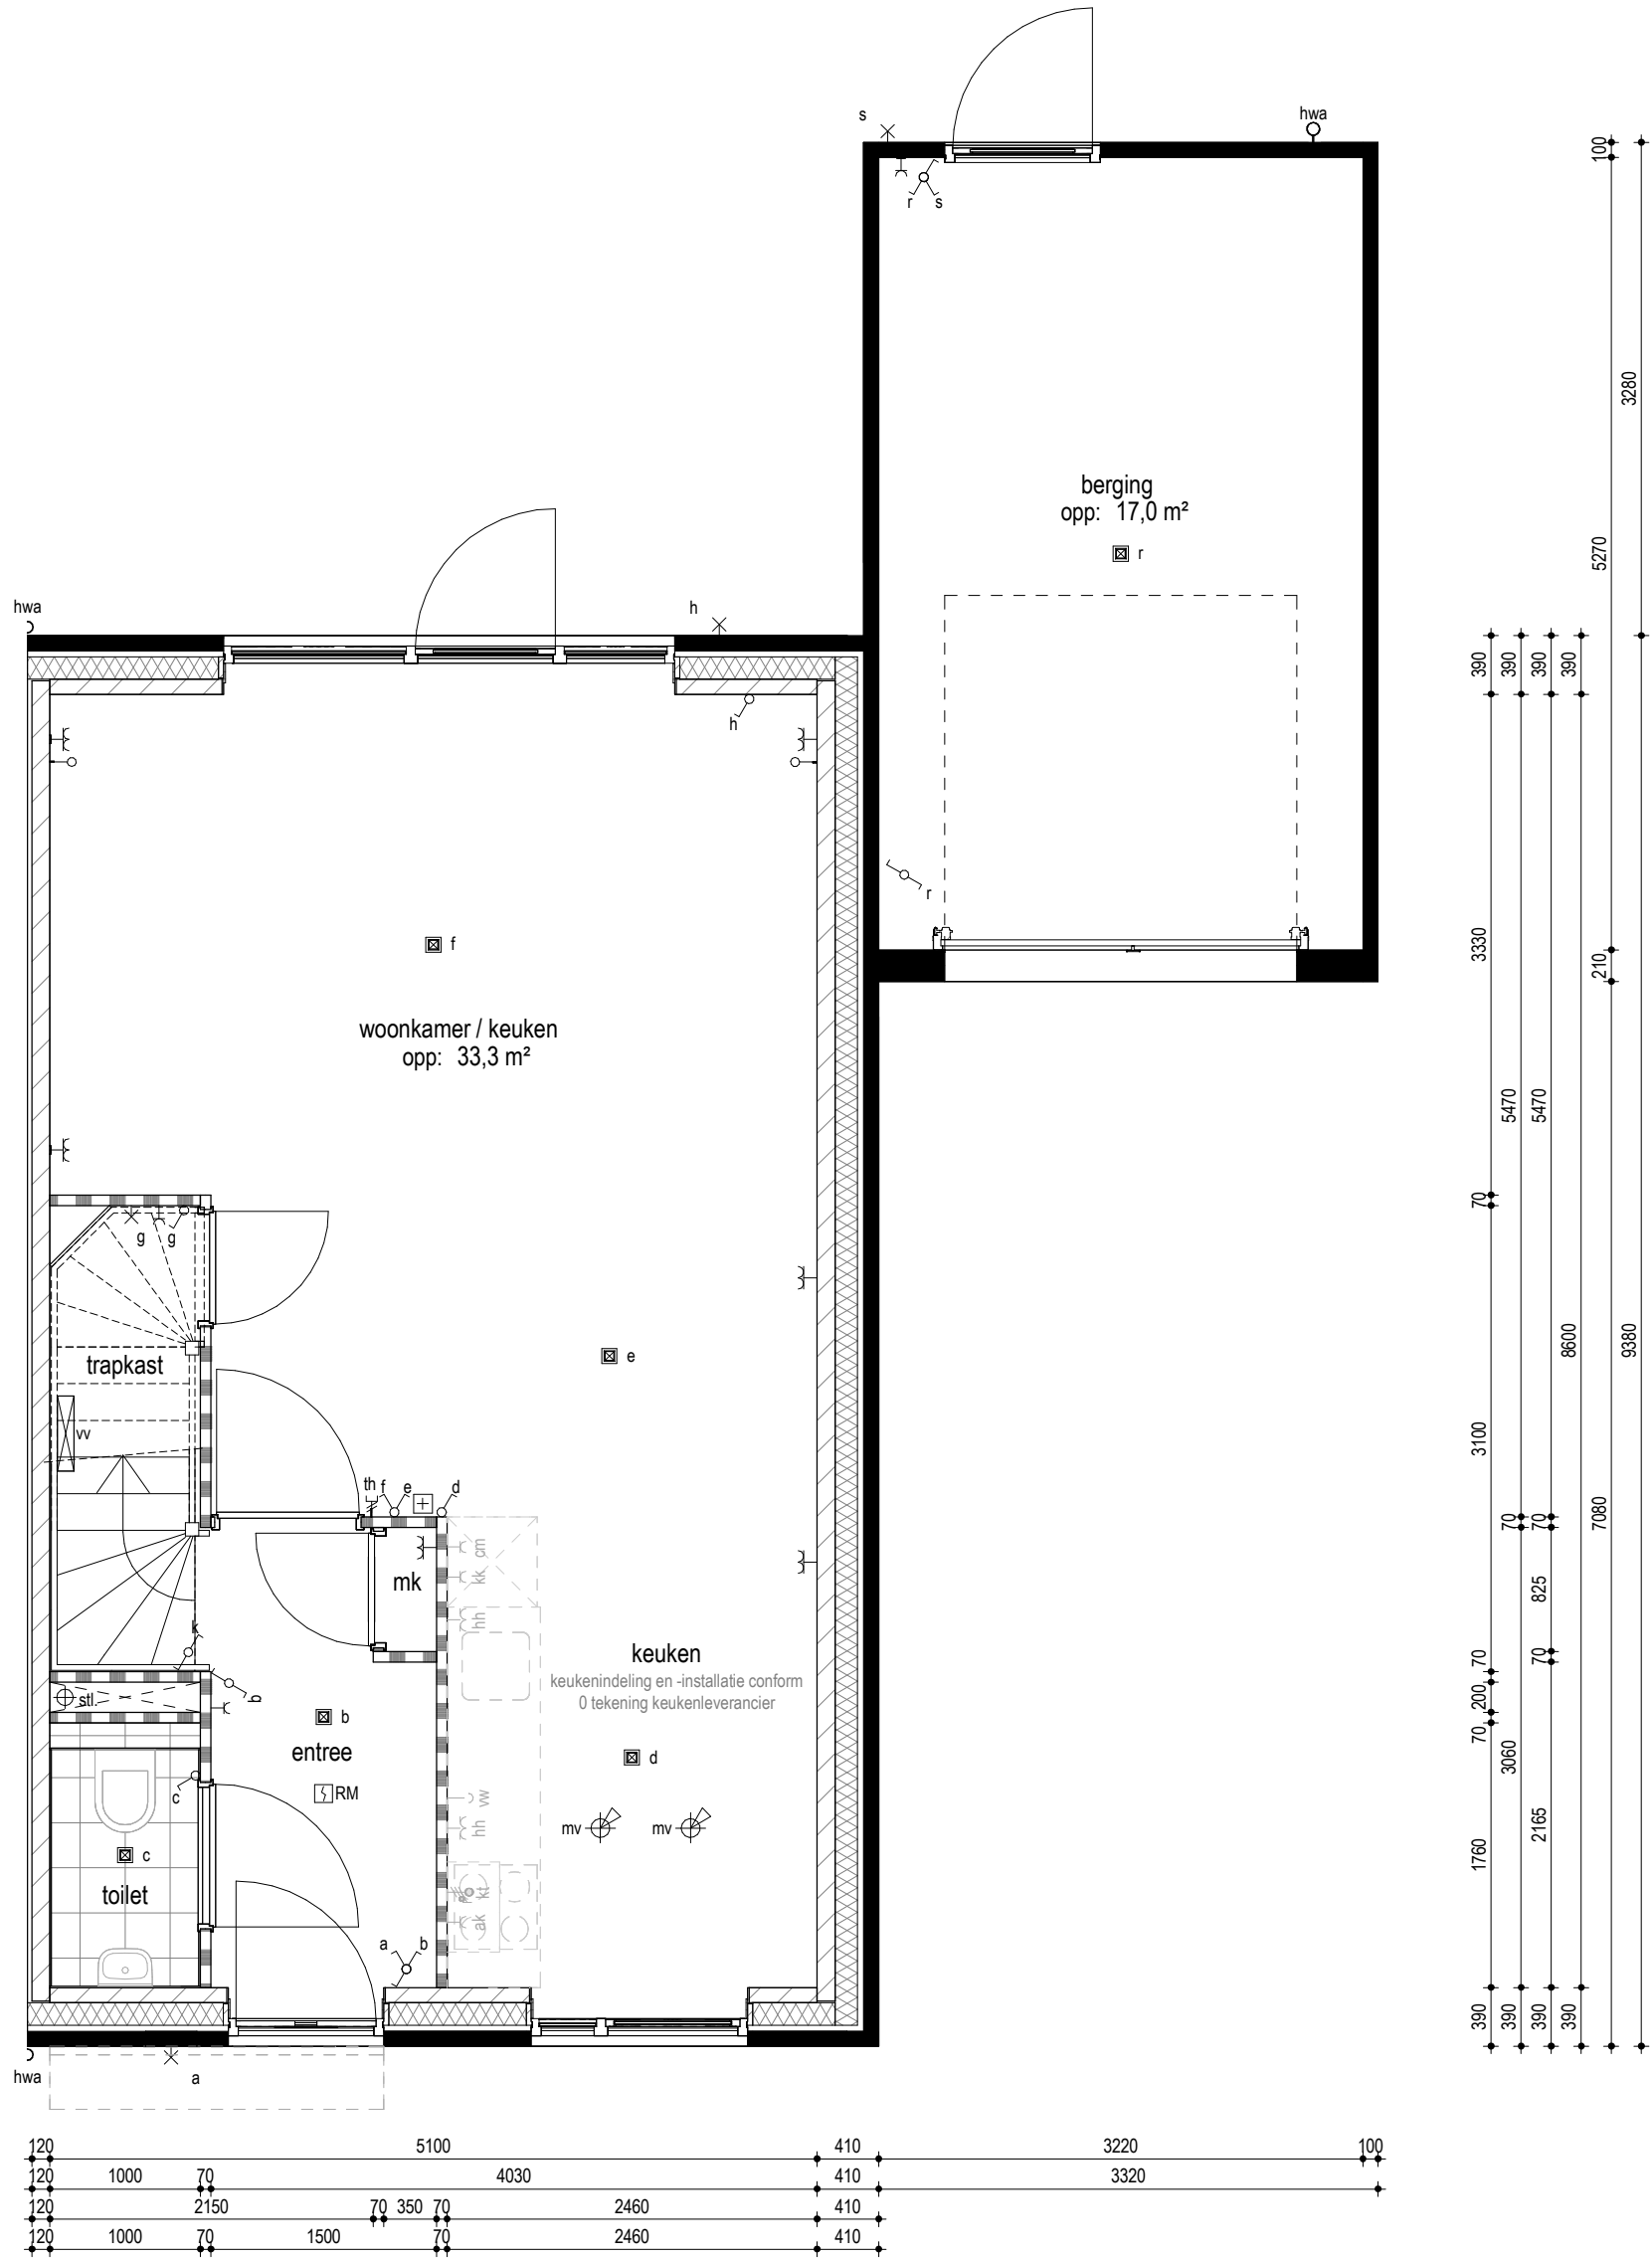 s
hwa
r s
berging
opp: 17,0 m²
r
hwa
h
h
r
f
woonkamer / keuken
opp: 33,3 m²
g g
e
trapkast
vv
th f e d
mk
cm
kk
hh
k
keuken
keukenindeling en -installatie conform
0 tekening keukenleverancier
stl.
b
b
entree
d
RM
c
vw
hh
mv mv
c
toilet
kt
ak
a b
hwa
a
100
3280
5270
390 390 390 390
3330
210
5470 5470
70
8600
9380
3100
7080
70 70
825
70 70
200
70
3060
2165
1760
390 390 390 390
120 5100 410 3220 100
120 1000 70 4030 410 3320
120 2150 70 350 70 2460 410
120 1000 70 1500 70 2460 410